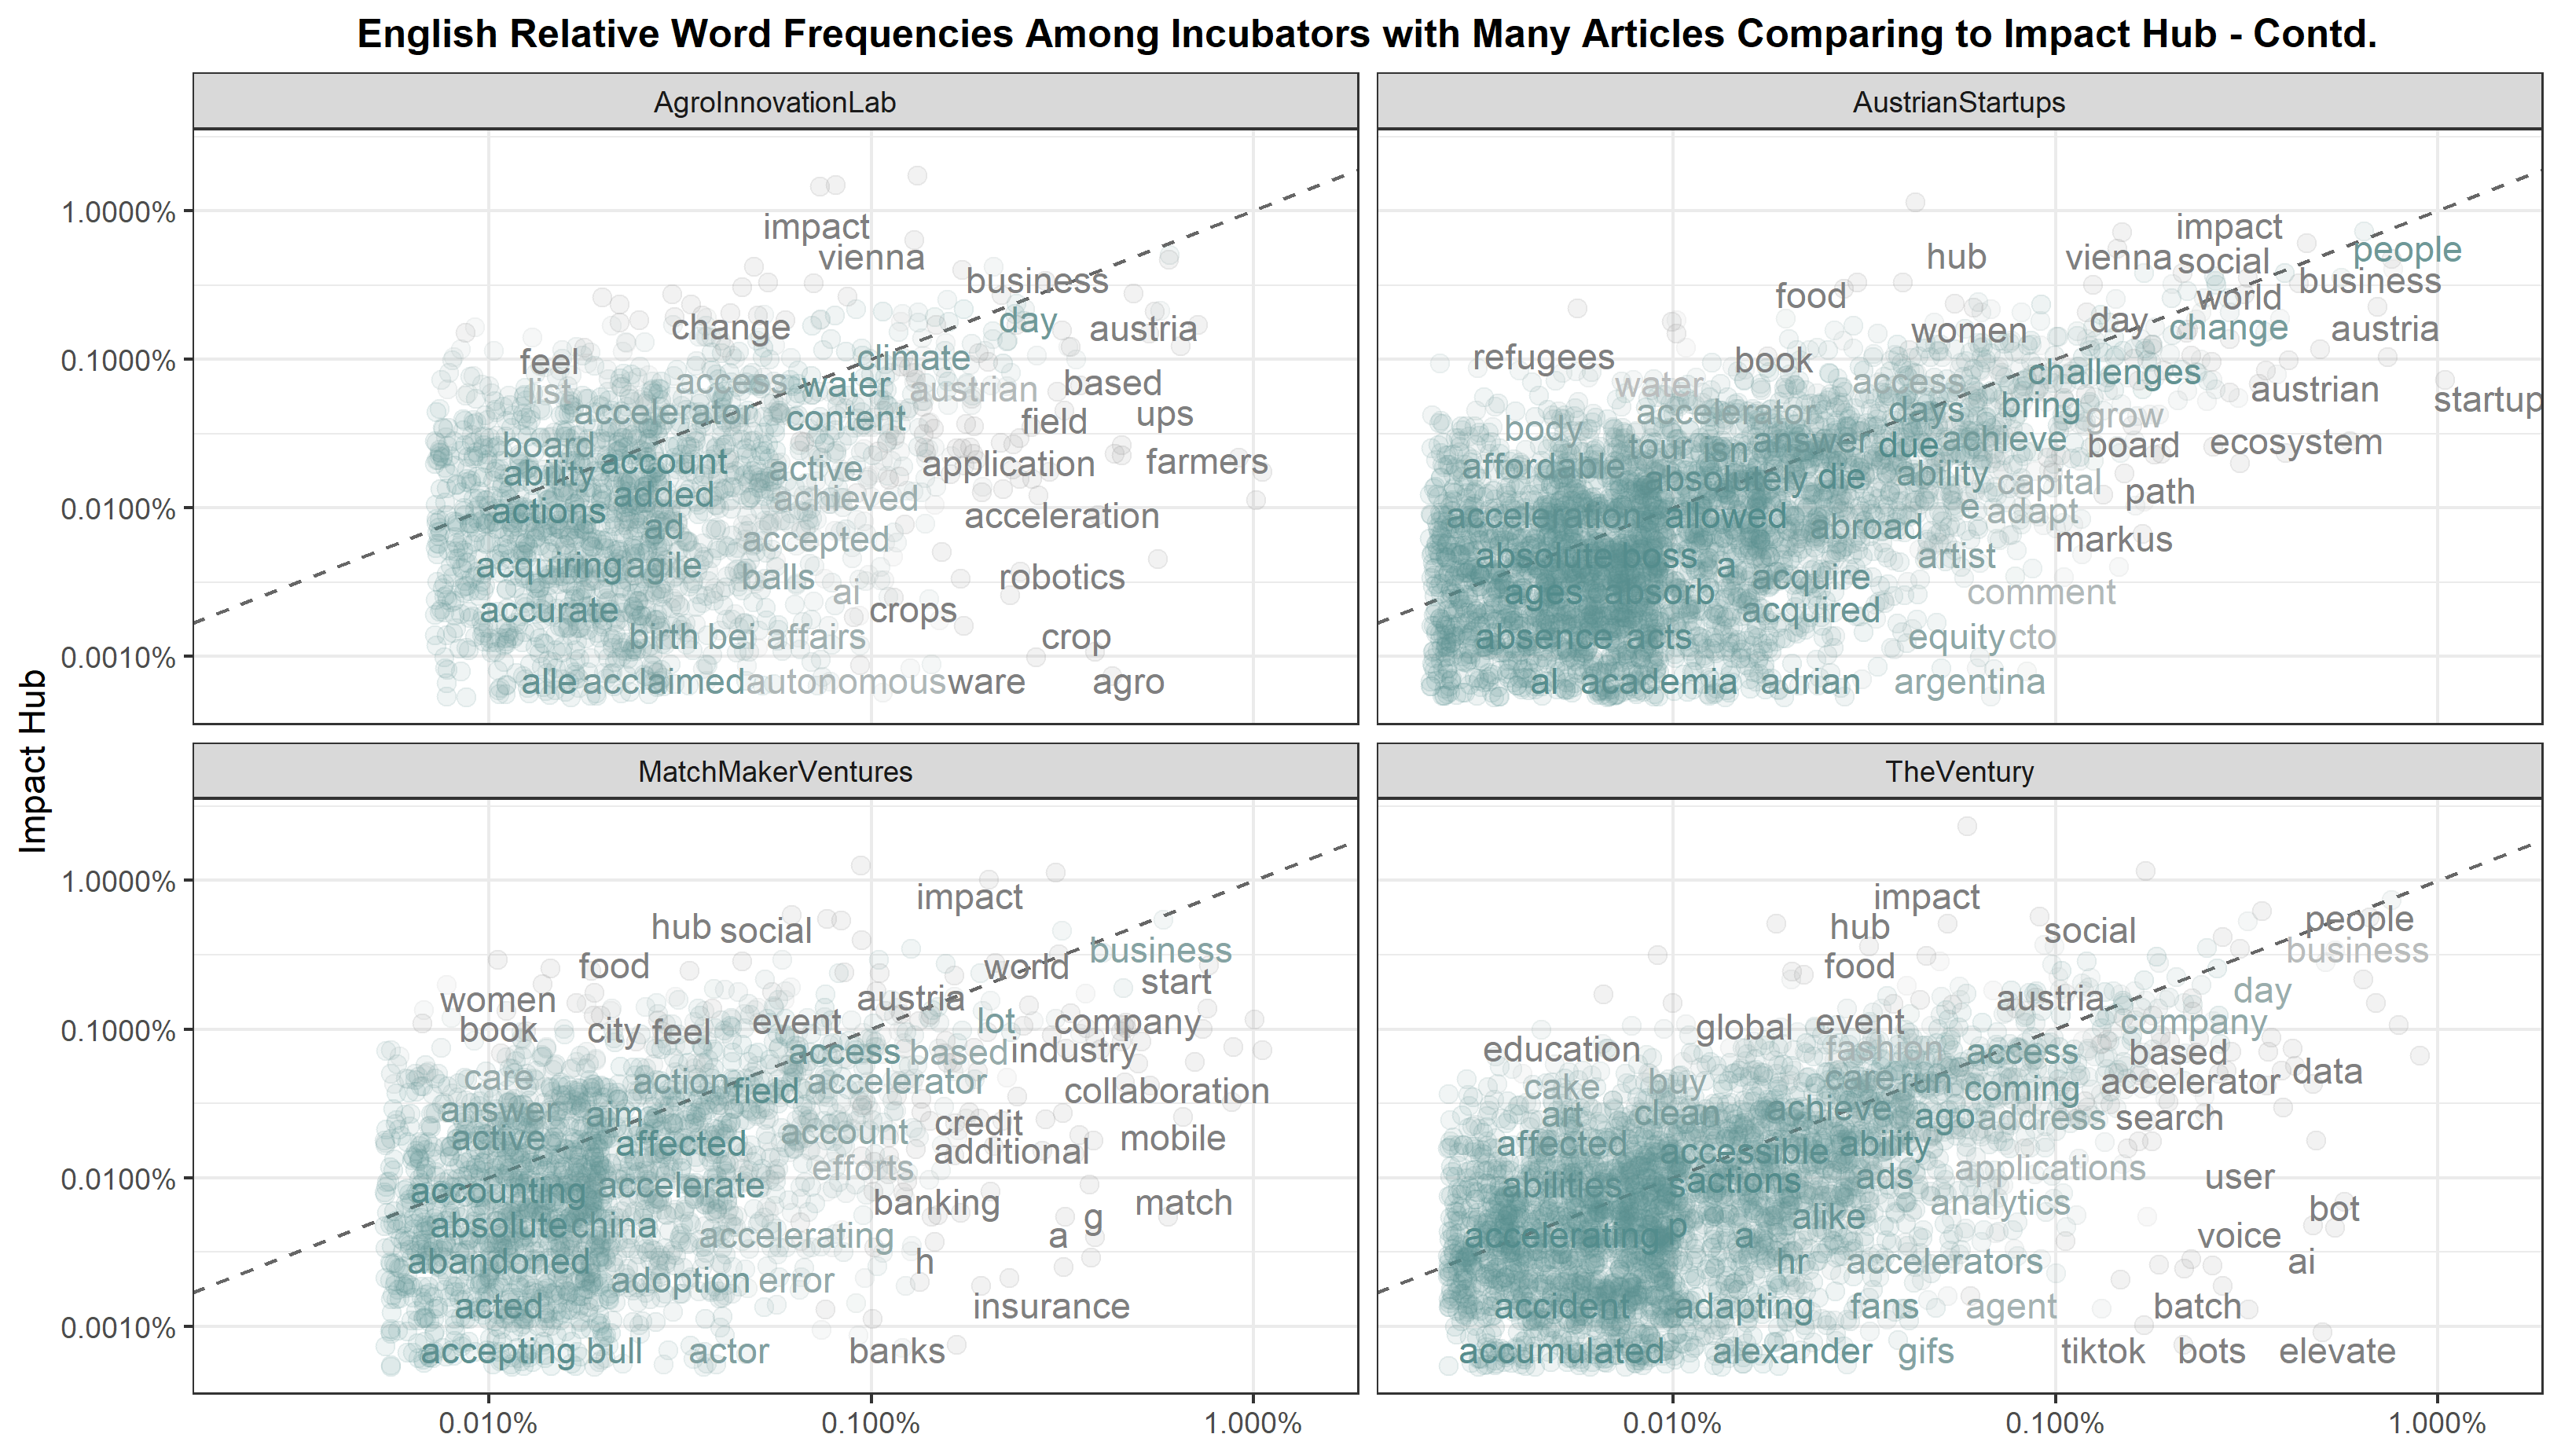 English Relative Word Frequencies Among Incubators with Many Articles Comparing to Impact Hub - Contd.
AgroInnovationLab
1.0000%
0.1000%
0.0100%
0.0010%
impact
vienna
business
day
austria
change
feel
climate
list
access
water
austrian
based
accelerator
content
field
ups
board
ability
account
active
application
farmers
added
achieved
actions
ad
acceleration
accepted
acquiring
agile
balls
ai
robotics
accurate
crops
birth
bei
affairs
crop
alle
acclaimed
autonomous
ware
agro
AustrianStartups
impact
people
hub
vienna
social
business
food
world
women
day
change
austria
refugees
book
challenges
water
access
austrian
startup
accelerator
days
bring
grow
body
tour
isn
answer
due
achieve
board
ecosystem
affordable
absolutely
die
ability
capital
path
acceleration
allowed
abroad
e
adapt
markus
absolute
boss
a
acquire
artist
ages
absorb
acquired
comment
absence
acts
equity
cto
al
academia
adrian
argentina
Impact Hub
MatchMakerVentures
1.0000%
0.1000%
0.0100%
0.0010%
impact
hub
social
business
food
world
start
women
austria
book
city
feel
event
lot
company
access
based
industry
care
action
field
accelerator
collaboration
answer
aim
credit
active
affected
account
additional
mobile
efforts
accounting
accelerate
banking
match
absolute
china
accelerating
a
g
abandoned
h
adoption
error
acted
insurance
accepting
bull
actor
banks
0.010%
0.100%
1.000%
TheVentury
impact
hub
social
people
business
food
day
austria
global
event
company
education
fashion
access
based
cake
buy
care
run
coming
accelerator
data
art
clean
achieve
ago
address
search
affected
accessible
ability
abilities
actions
ads
applications
user
analytics
bot
accelerating
p
a
alike
voice
hr
accelerators
ai
accident
adapting
fans
agent
batch
accumulated
alexander
gifs
tiktok
bots
elevate
0.010%
0.100%
1.000%